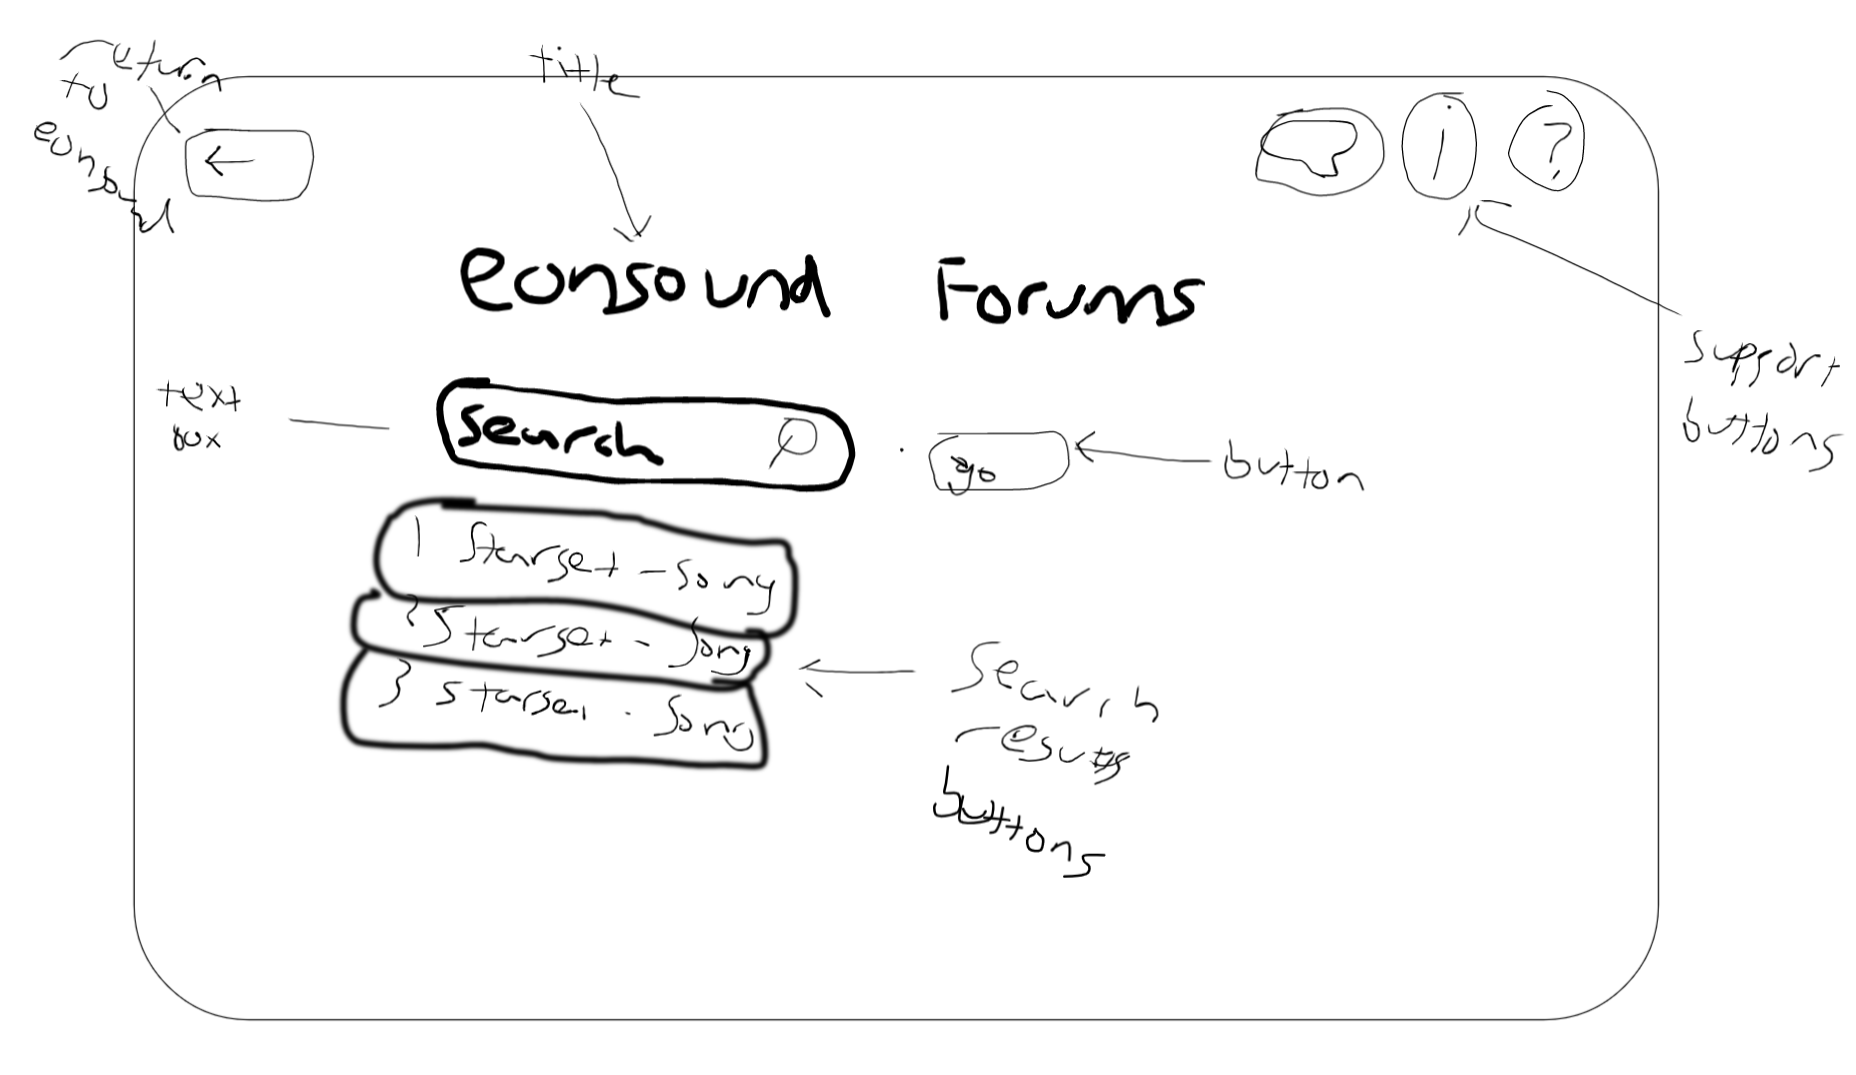 return
to
eonsound
title
←
i
?
eonsound Forums
support
buttons
text
box
search
go
button
1 Starset - song
2 Starset - Song
3 Starset - Song
Search
results
buttons